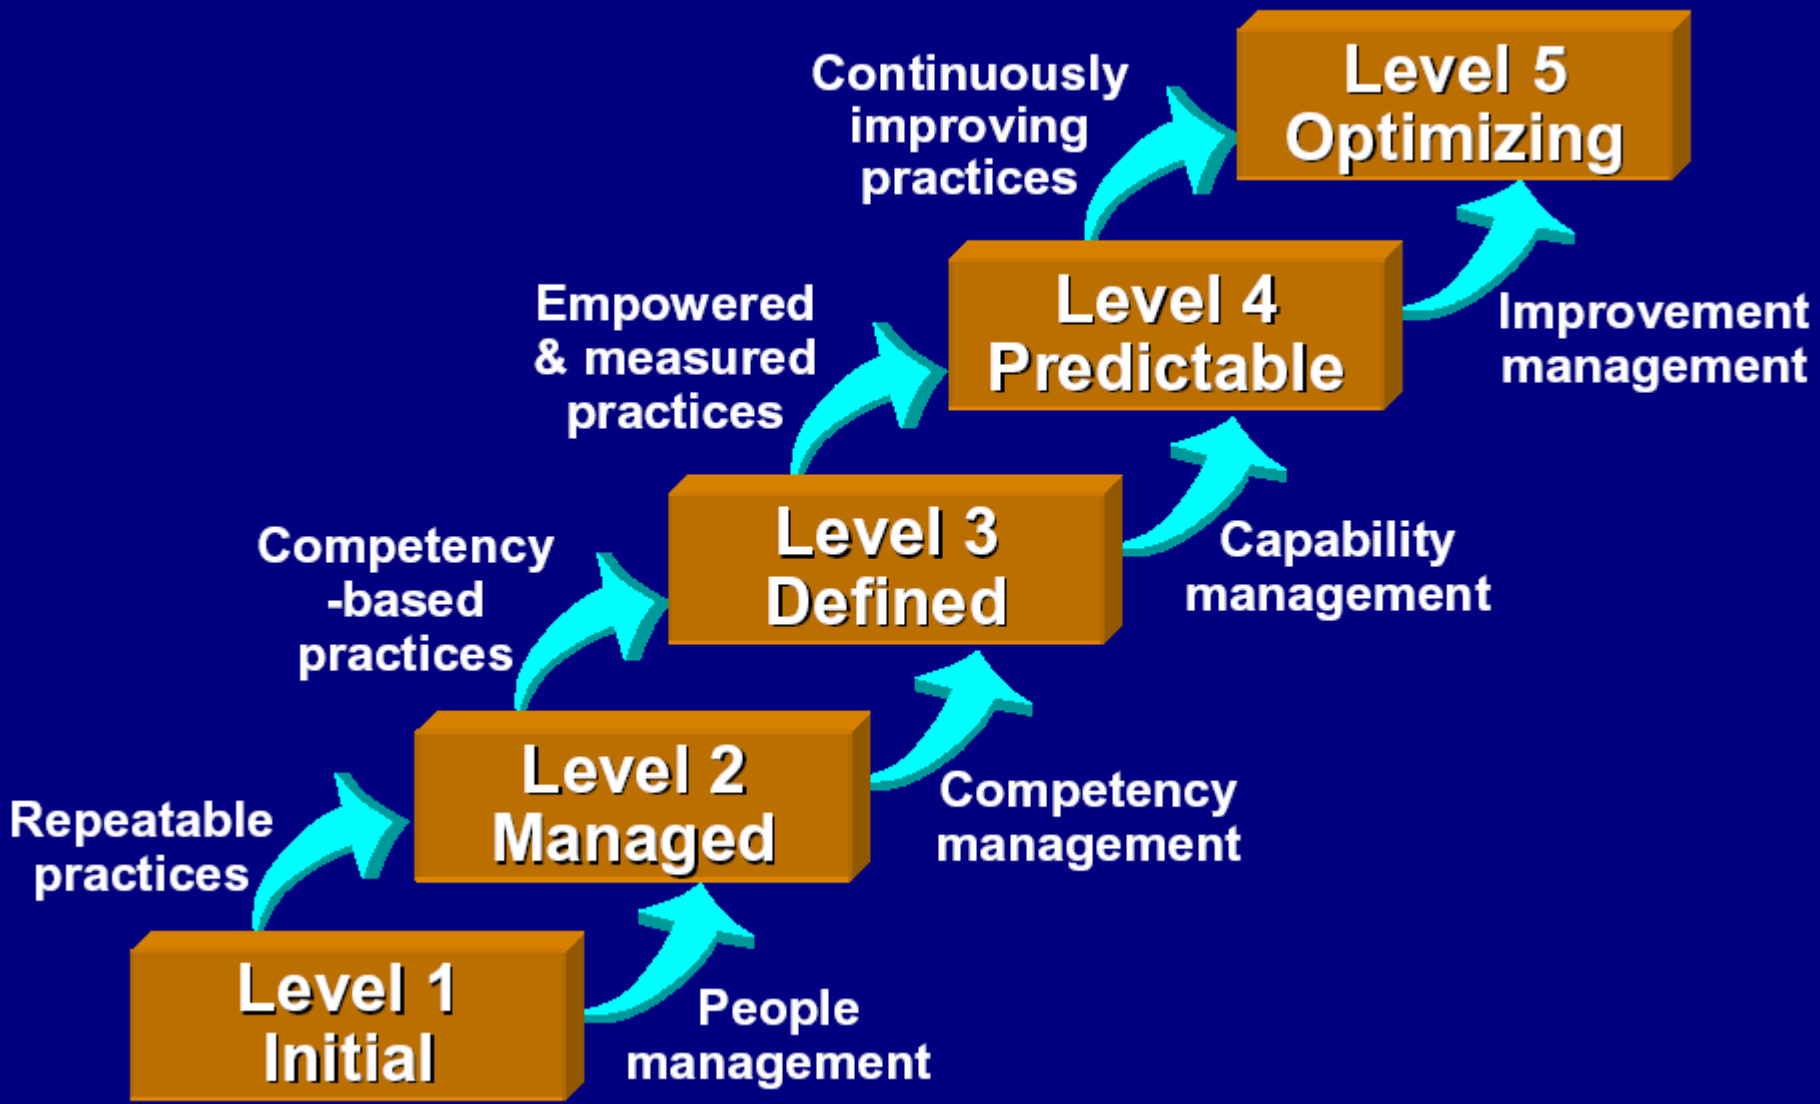 Continuously
improving
practices
Level 5
Optimizing
Empowered
& measured
practices
Level 4
Predictable
Improvement
management
Competency
-based
practices
Level 3
Defined
Capability
management
Repeatable
practices
Level 2
Managed
Competency
management
Level 1
Initial
People
management